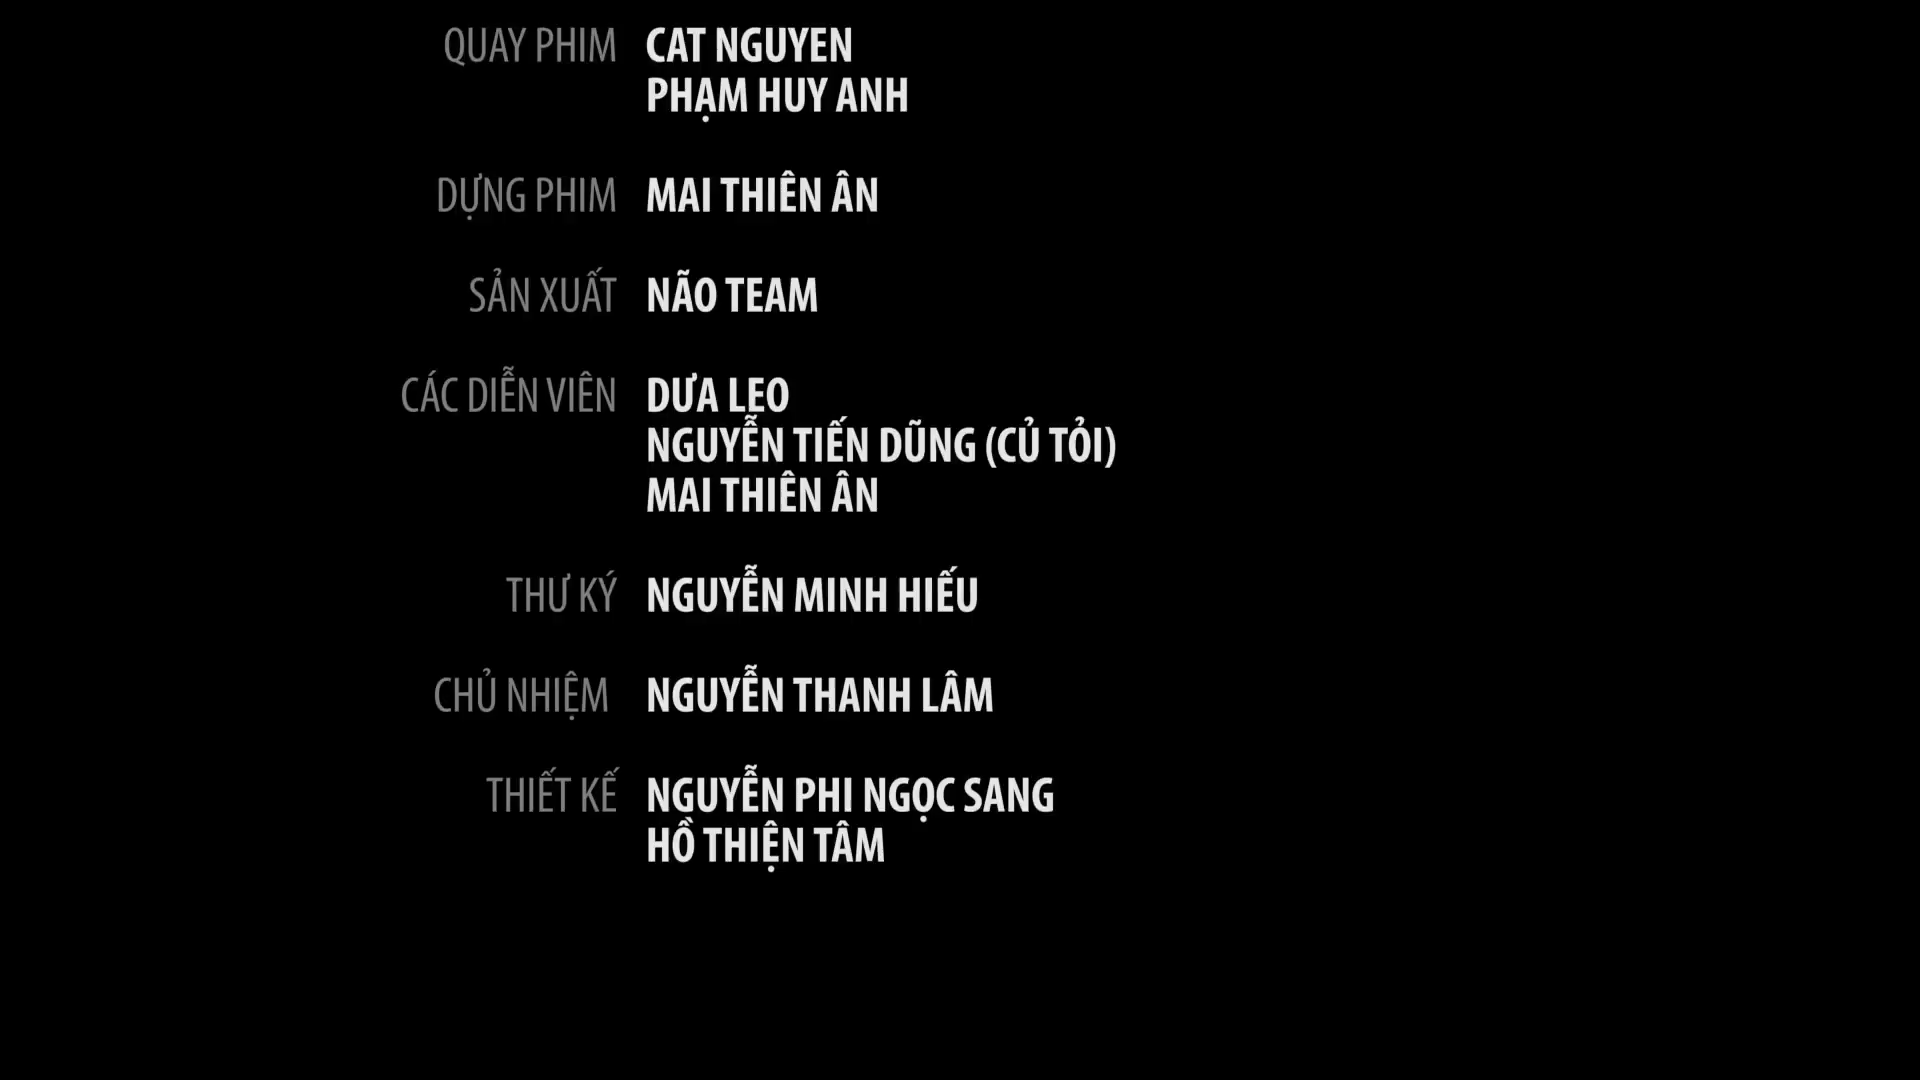 QUAY PHIM CAT NGUYEN
PHẠM HUY ANH
DỰNG PHIM MAI THIÊN ÂN
SẢN XUẤT NÃO TEAM
CÁC DIỄN VIÊN DƯA LEO
NGUYỄN TIẾN DŨNG (CỦ TỎI)
MAI THIÊN ÂN
THƯ KÝ NGUYỄN MINH HIẾU
CHỦ NHIỆM NGUYỄN THANH LÂM
THIẾT KẾ NGUYỄN PHI NGỌC SANG
HỒ THIỆN TÂM